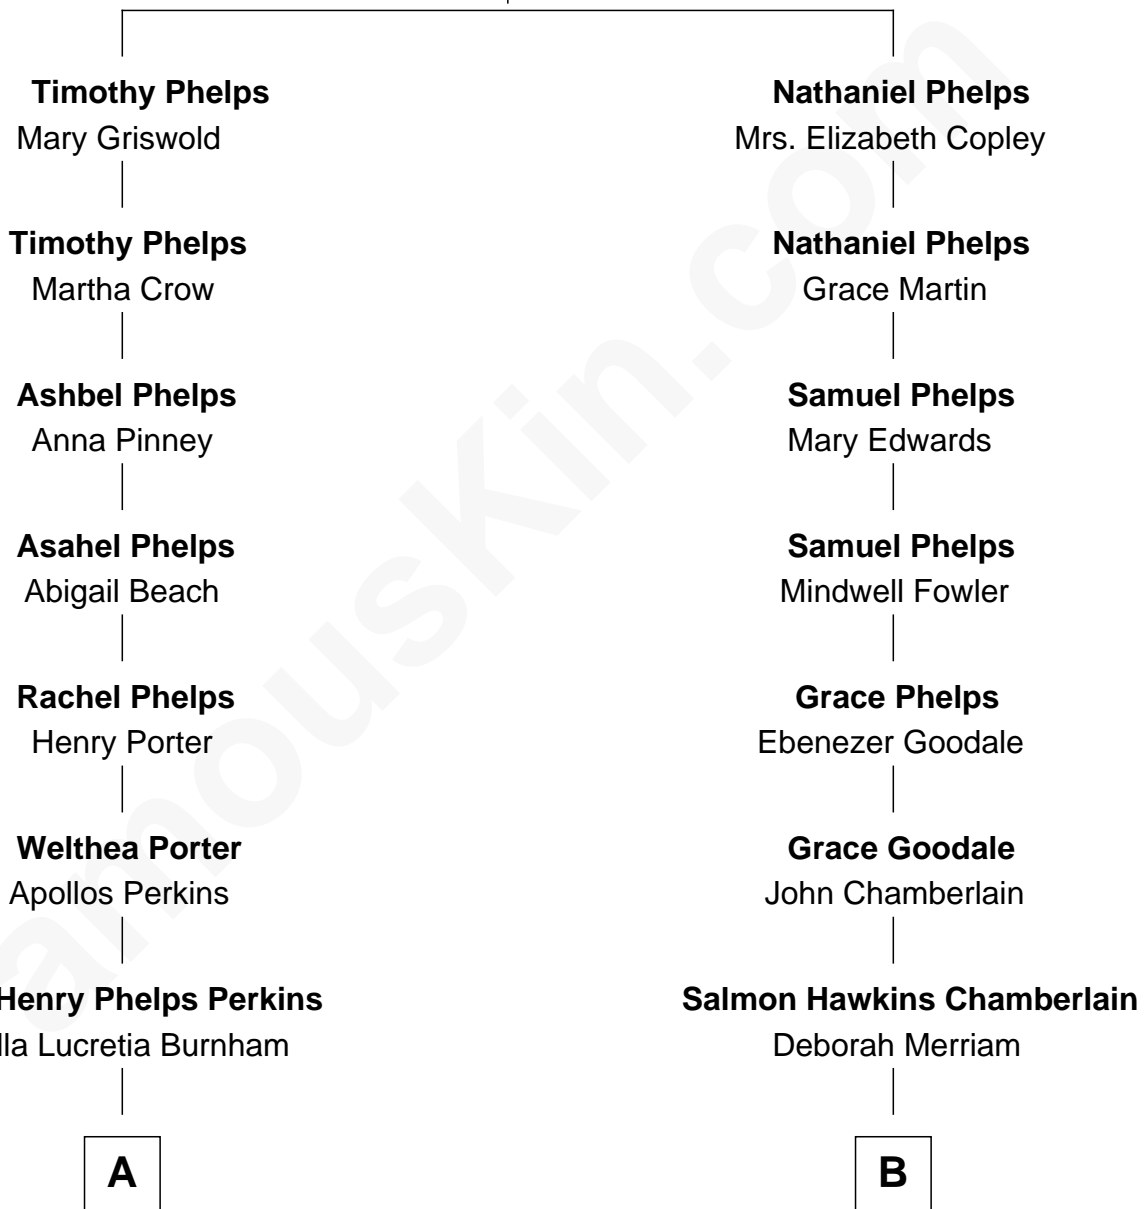 Timothy Phelps
Mary Griswold
Timothy Phelps
Martha Crow
Ashbel Phelps
Anna Pinney
Asahel Phelps
Abigail Beach
Rachel Phelps
Henry Porter
Welthea Porter
Apollos Perkins
Henry Phelps Perkins
Lucretia Burnham
A
Nathaniel Phelps
Mrs. Elizabeth Copley
Nathaniel Phelps
Grace Martin
Samuel Phelps
Mary Edwards
Samuel Phelps
Mindwell Fowler
Grace Phelps
Ebenezer Goodale
Grace Goodale
John Chamberlain
Salmon Hawkins Chamberlain
Deborah Merriam
B
amouskin.com